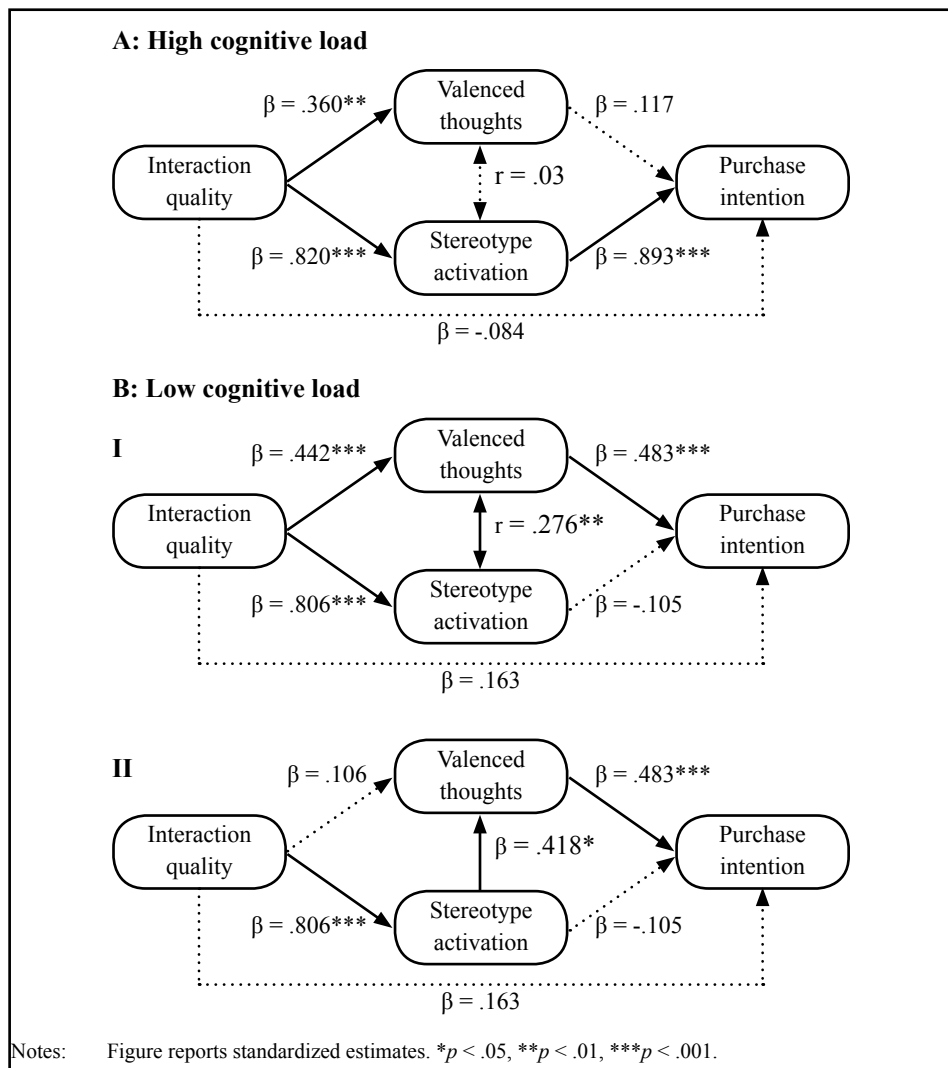 A: High cognitive load
Valenced
thoughts
β = .360**
β = .117
Interaction
quality
r = .03
Purchase
intention
Stereotype
activation
β = .820***
β = .893***
β = -.084
B: Low cognitive load
I
Valenced
thoughts
β = .442***
β = .483***
Interaction
quality
r = .276**
Purchase
intention
Stereotype
activation
β = .806***
β = -.105
β = .163
II
Valenced
thoughts
β = .106
β = .483***
Interaction
quality
β = .418*
Purchase
intention
Stereotype
activation
β = .806***
β = -.105
β = .163
Notes: Figure reports standardized estimates. *p < .05, **p < .01, ***p < .001.